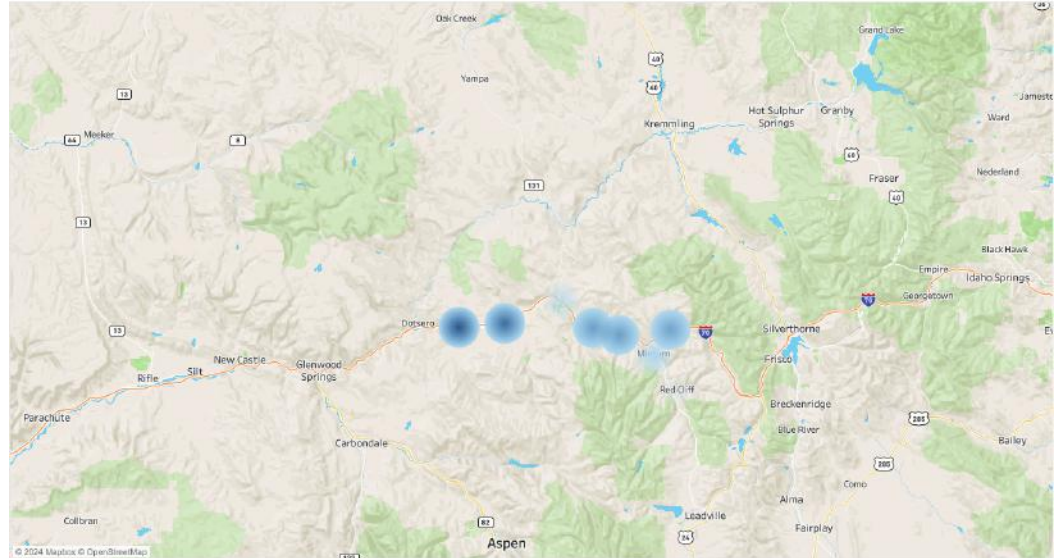 Oak Creek
34
Grand Lake
40
Yampa
40
13
Jamesto
Hot Sulphur
Springs
Granby
Ward
Kremmling
64
Meeker
8
40
Nederland
Fraser
131
40
13
Black Hawk
Empire
Idaho Springs
Georgetown
70
Dotsero
Silverthorne
13
70
Minturn
New Castle
Glenwood
Springs
Frisco
Silt
Rifle
Red Cliff
Breckenridge
Parachute
285
Blue River
Carbondale
Bailey
285
Como
Alma
Collbran
82
Leadville
Fairplay
24
Aspen
© 2024 Mapbox © OpenStreetMap